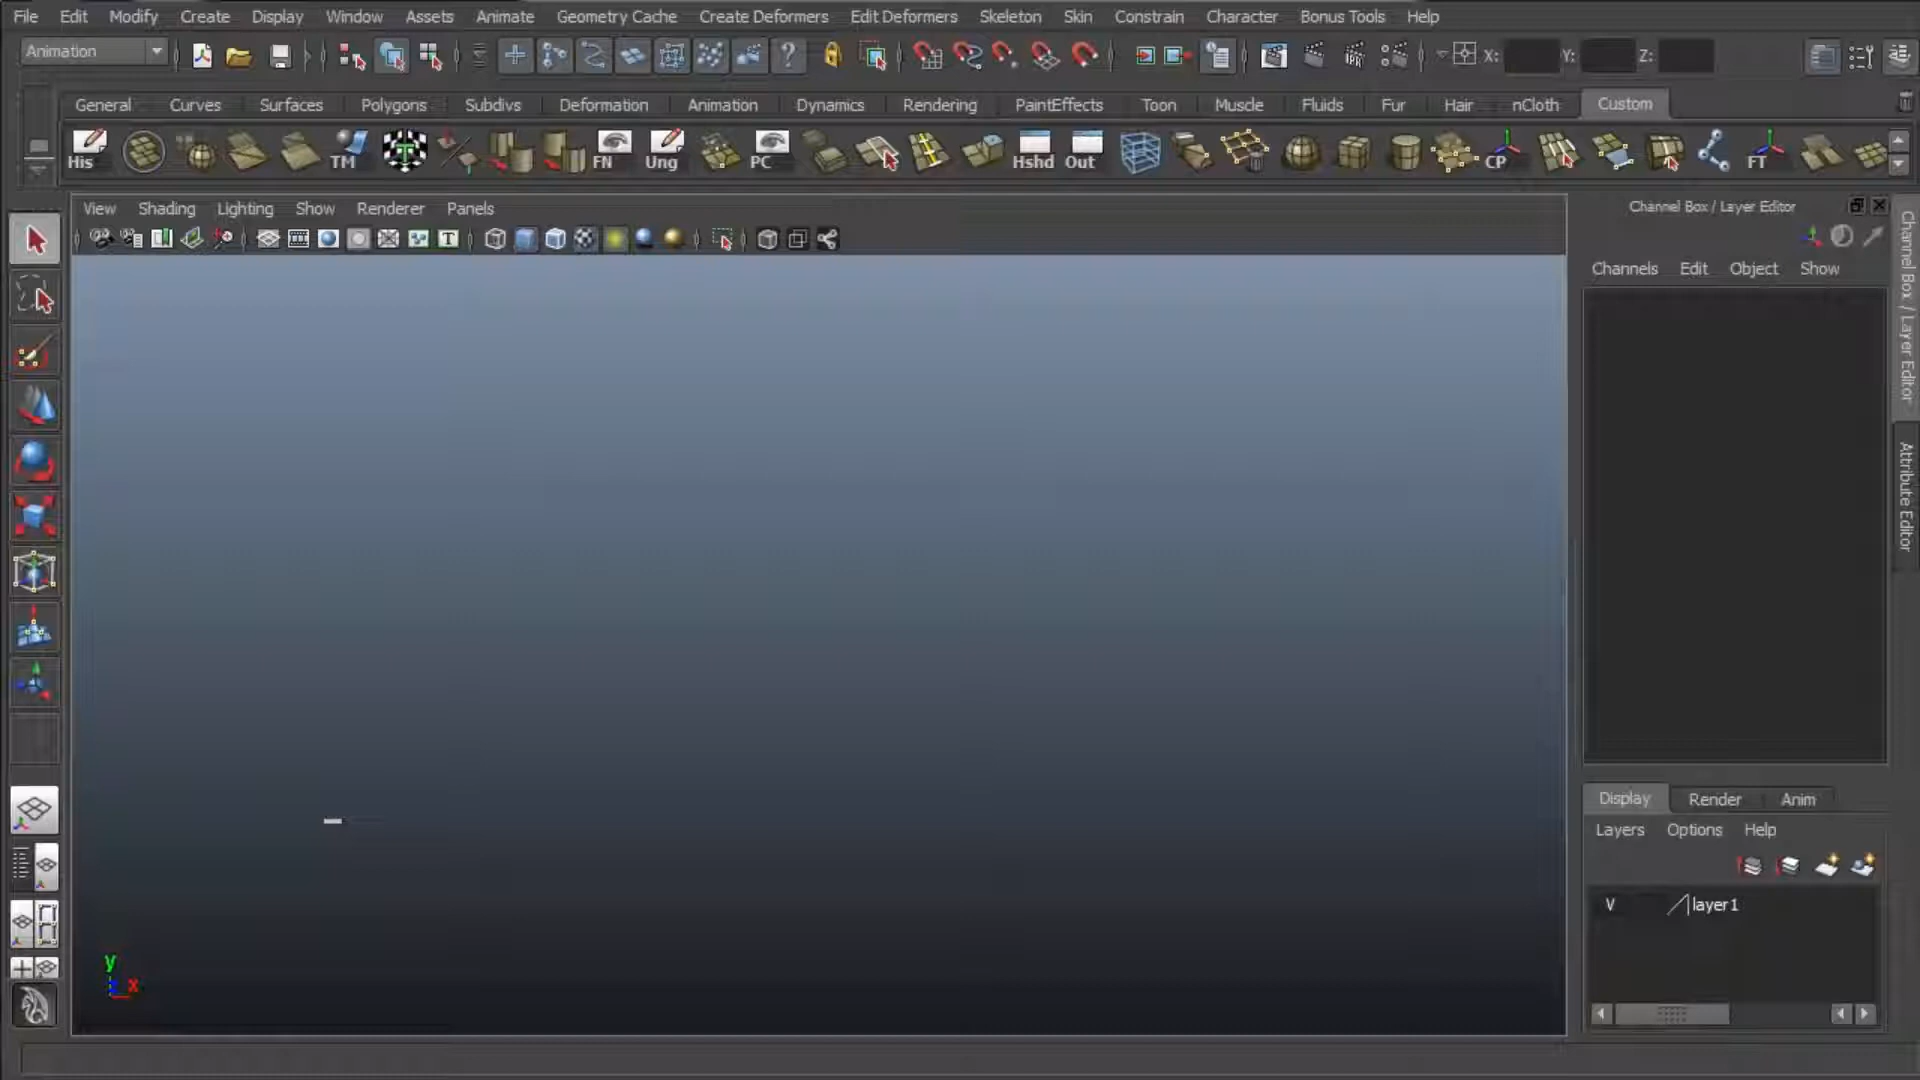 File Edit Modify Create Display Window Assets Animate Geometry Cache Create Deformers Edit Deformers Skeleton Skin Constrain Character Bonus Tools Help
Animation IPR X: Y: Z:
General Curves Surfaces Polygons Subdivs Deformation Animation Dynamics Rendering PaintEffects Toon Muscle Fluids Fur Hair nCloth Custom
His TM FN Ung PC Hshd Out CP FT
View Shading Lighting Show Renderer Panels
Channel Box / Layer Editor
Channels Edit Object Show
Channel Box / Layer Editor
Attribute Editor
Display Render Anim
Layers Options Help
V layer1
y
x